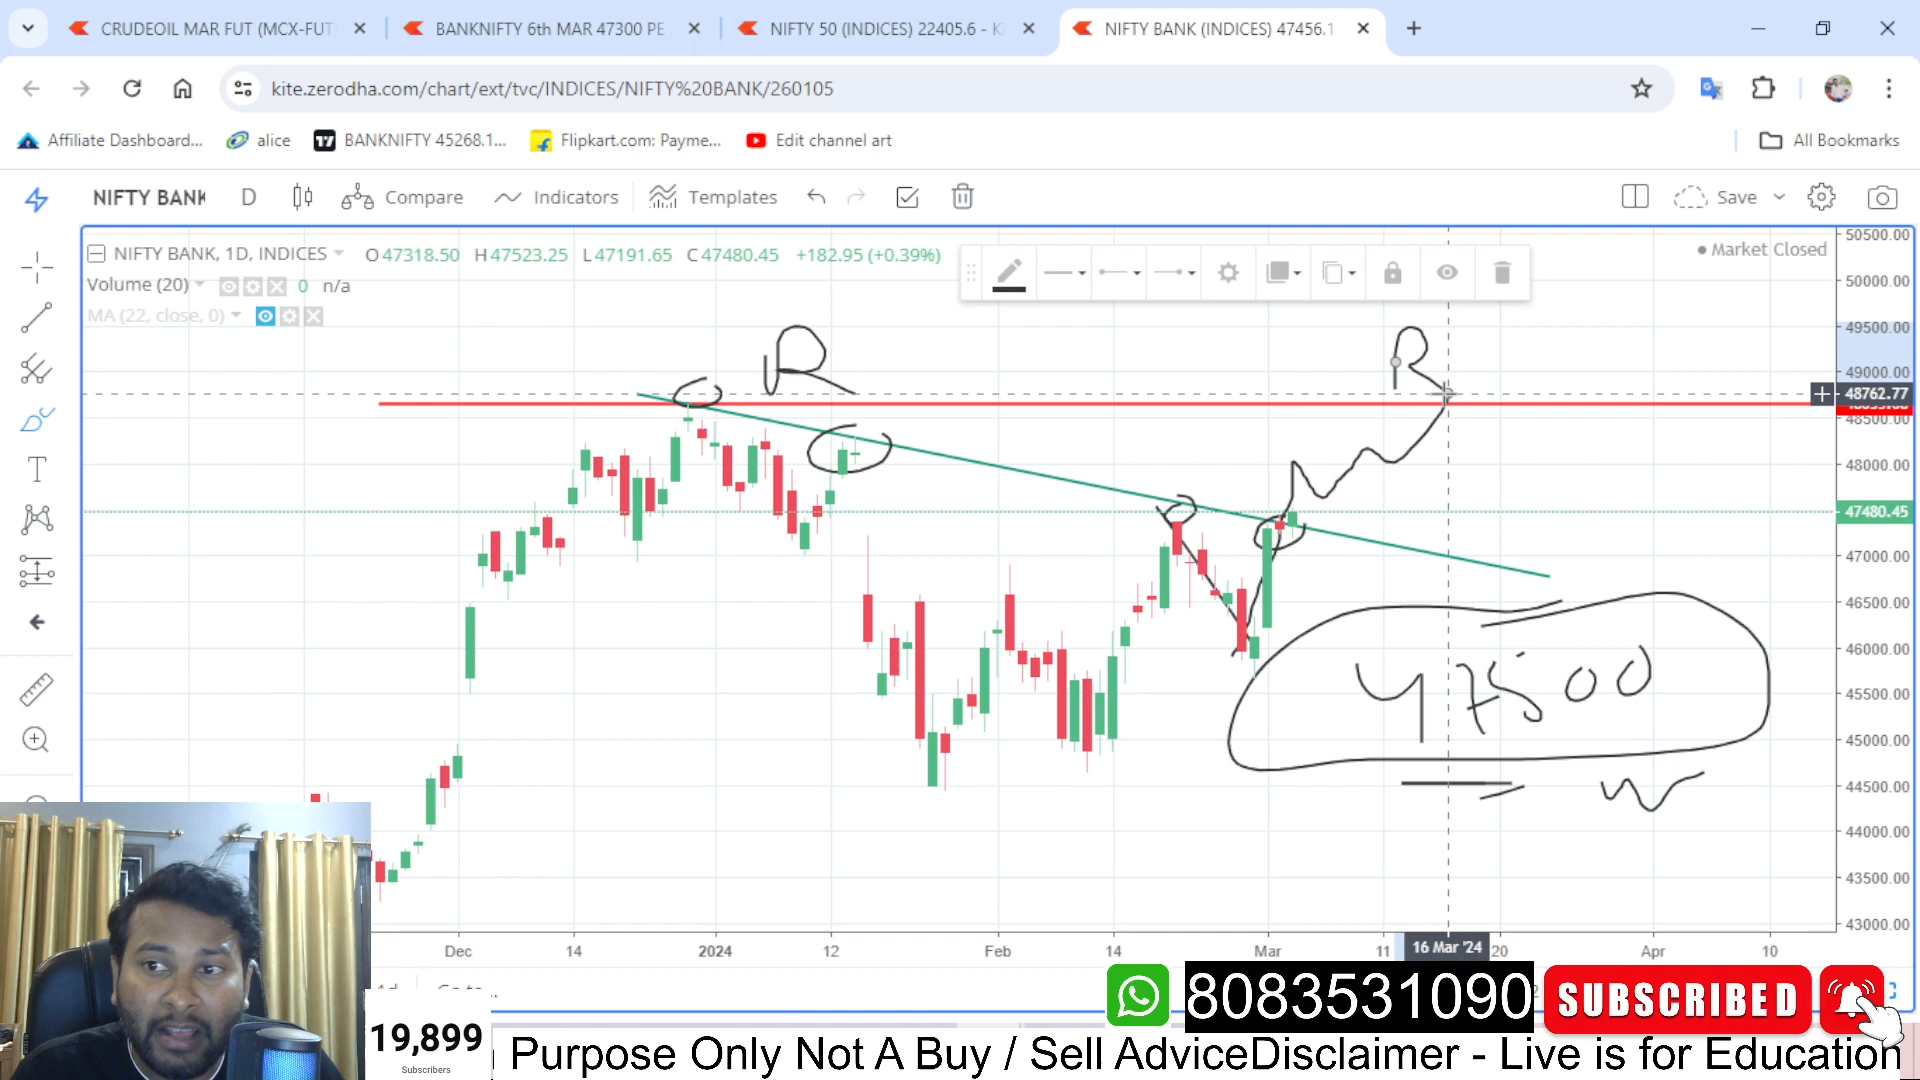 CRUDEOIL MAR FUT (MCX-FUT
BANKNIFTY 6th MAR 47300 PE
NIFTY 50 (INDICES) 22405.6 - K
NIFTY BANK (INDICES) 47456.1
kite.zerodha.com/chart/ext/tvc/INDICES/NIFTY%20BANK/260105
Affiliate Dashboard...
alice
BANKNIFTY 45268.1...
Flipkart.com: Payme...
Edit channel art
All Bookmarks
NIFTY BANK
D
Compare
Indicators
Templates
Save
NIFTY BANK, 1D, INDICES
O47318.50 H47523.25 L47191.65 C47480.45 +182.95 (+0.39%)
Market Closed
Volume (20)
0 n/a
MA (22, close, 0)
R
R
47500
50500.00
50000.00
49500.00
49000.00
48762.77
48500.00
48000.00
47480.45
47000.00
46500.00
46000.00
45500.00
45000.00
44500.00
44000.00
43500.00
43000.00
Dec
14
2024
12
Feb
14
Mar
11
16 Mar '24
20
Apr
10
8083531090
SUBSCRIBED
19,899
Subscribers
Purpose Only Not A Buy / Sell AdviceDisclaimer - Live is for Education